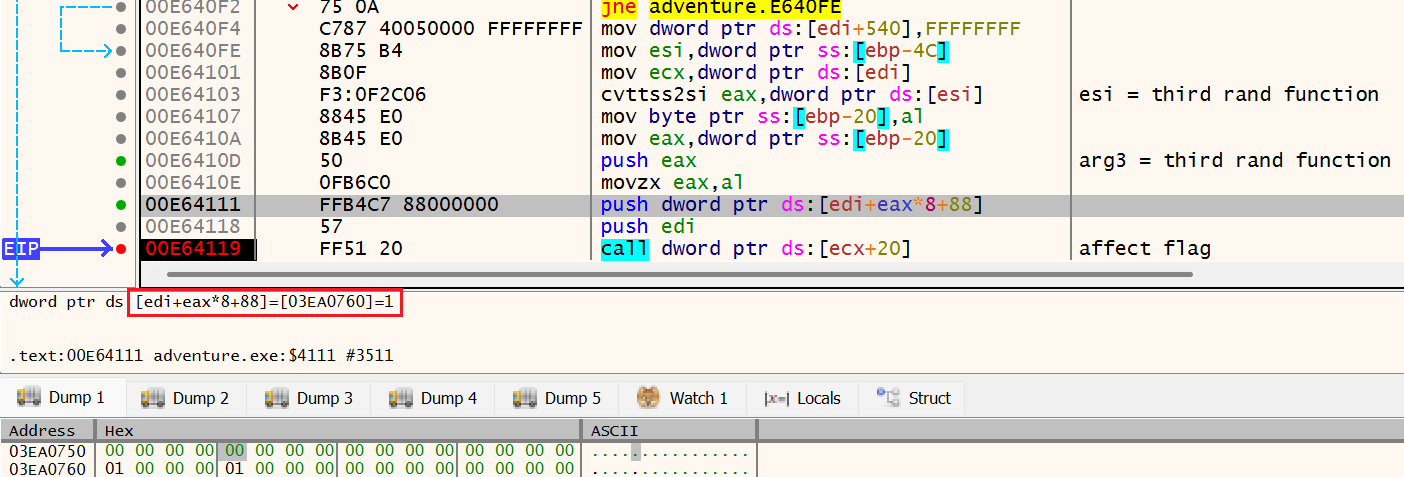 00E640F2 75 0A jne adventure.E640FE
00E640F4 C787 40050000 FFFFFFFF mov dword ptr ds:[edi+540],FFFFFFFF
00E640FE 8B75 B4 mov esi,dword ptr ss:[ebp-4C]
00E64101 8B0F mov ecx,dword ptr ds:[edi]
00E64103 F3:0F2C06 cvttss2si eax,dword ptr ds:[esi] esi = third rand function
00E64107 8845 E0 mov byte ptr ss:[ebp-20],al
00E6410A 8B45 E0 mov eax,dword ptr ss:[ebp-20]
00E6410D 50 push eax arg3 = third rand function
00E6410E 0FB6C0 movzx eax,al
00E64111 FFB4C7 88000000 push dword ptr ds:[edi+eax*8+88]
00E64118 57 push edi
EIP 00E64119 FF51 20 call dword ptr ds:[ecx+20] affect flag
dword ptr ds [edi+eax*8+88]=[03EA0760]=1
.text:00E64111 adventure.exe:$4111 #3511
Dump 1 Dump 2 Dump 3 Dump 4 Dump 5 Watch 1 |x=| Locals Struct
Address Hex ASCII
03EA0750 00 00 00 00 00 00 00 00 00 00 00 00 00 00 00 00 ................
03EA0760 01 00 00 00 01 00 00 00 00 00 00 00 00 00 00 00 ................